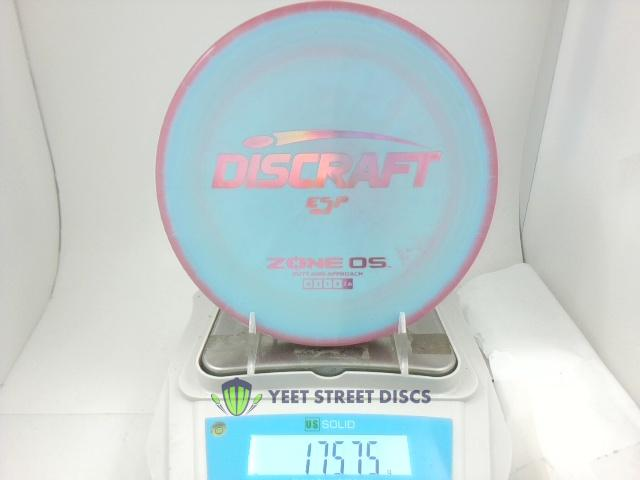 DISCRAFT
ESP
ZONE OS
PUTT AND APPROACH
YEET STREET DISCS
US SOLID
175.75 g